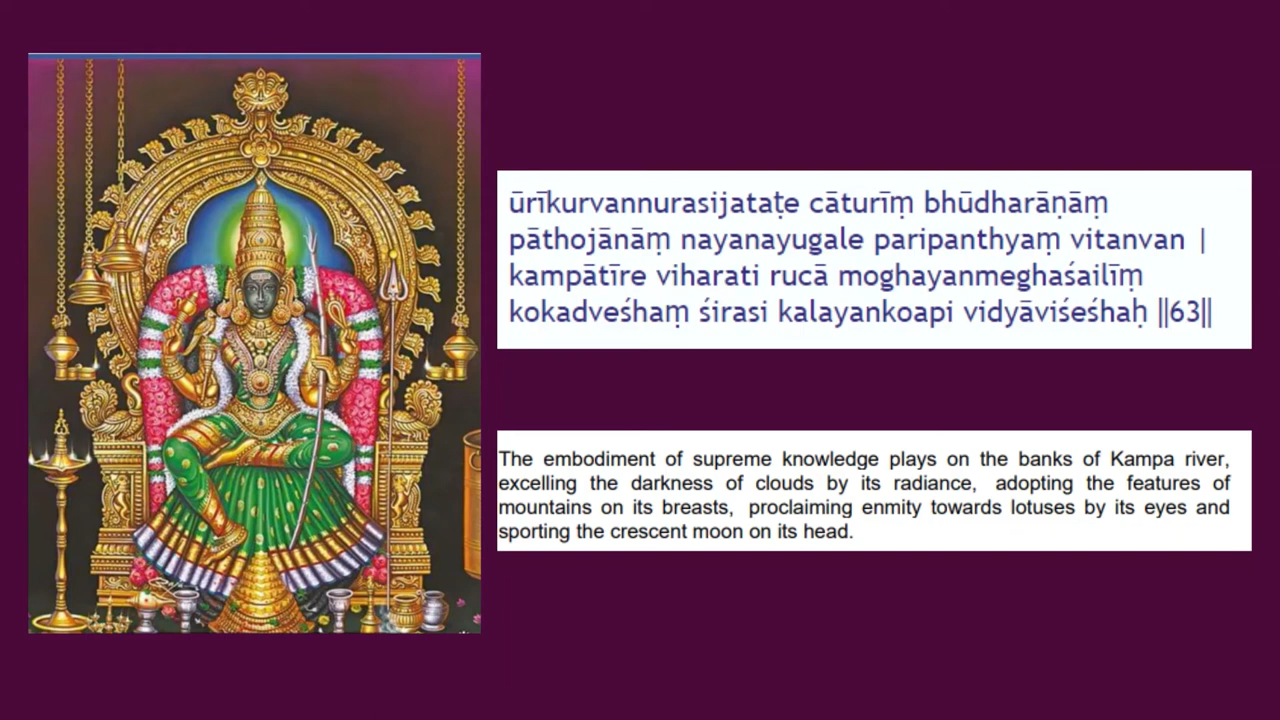 ūrīkurvannurasijataṭe cāturīṃ bhūdharāṇāṃ
pāthojānāṃ nayanayugale paripanthyaṃ vitanvan |
kampātīre viharati rucā moghayanmeghaśailīṃ
kokadveśhaṃ śirasi kalayankoapi vidyāviśeśhaḥ ||63||
The embodiment of supreme knowledge plays on the banks of Kampa river,
excelling the darkness of clouds by its radiance, adopting the features of
mountains on its breasts, proclaiming enmity towards lotuses by its eyes and
sporting the crescent moon on its head.